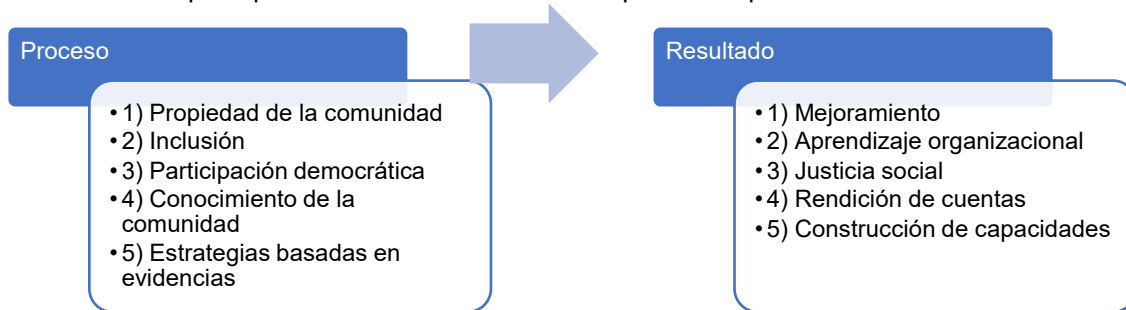 Proceso
• 1) Propiedad de la comunidad
• 2) Inclusión
• 3) Participación democrática
• 4) Conocimiento de la
comunidad
• 5) Estrategias basadas en
evidencias
Resultado
• 1) Mejoramiento
• 2) Aprendizaje organizacional
• 3) Justicia social
• 4) Rendición de cuentas
• 5) Construcción de capacidades